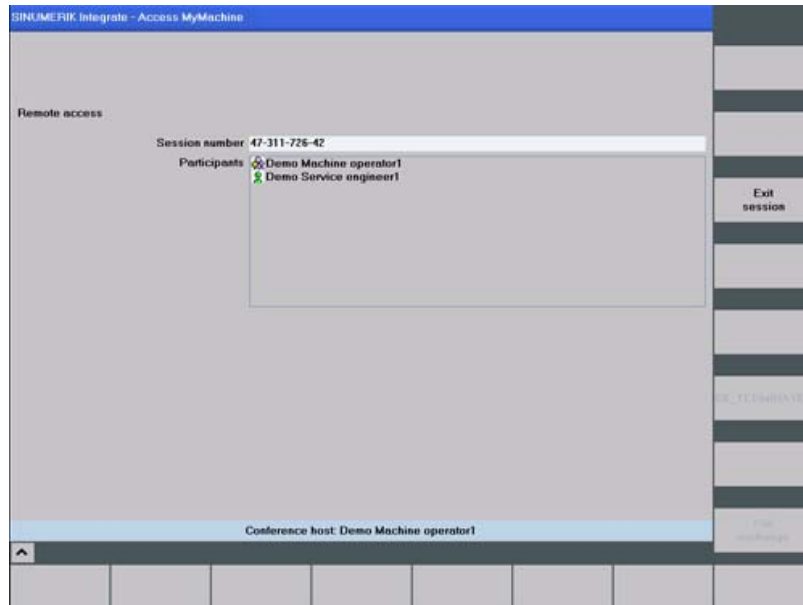 SINUMERIK Integrate - Access MyMachine
Remote access
Session number 47-311-726-42
Participants Demo Machine operator1
Demo Service engineer1
Exit
session
Conference host: Demo Machine operator1